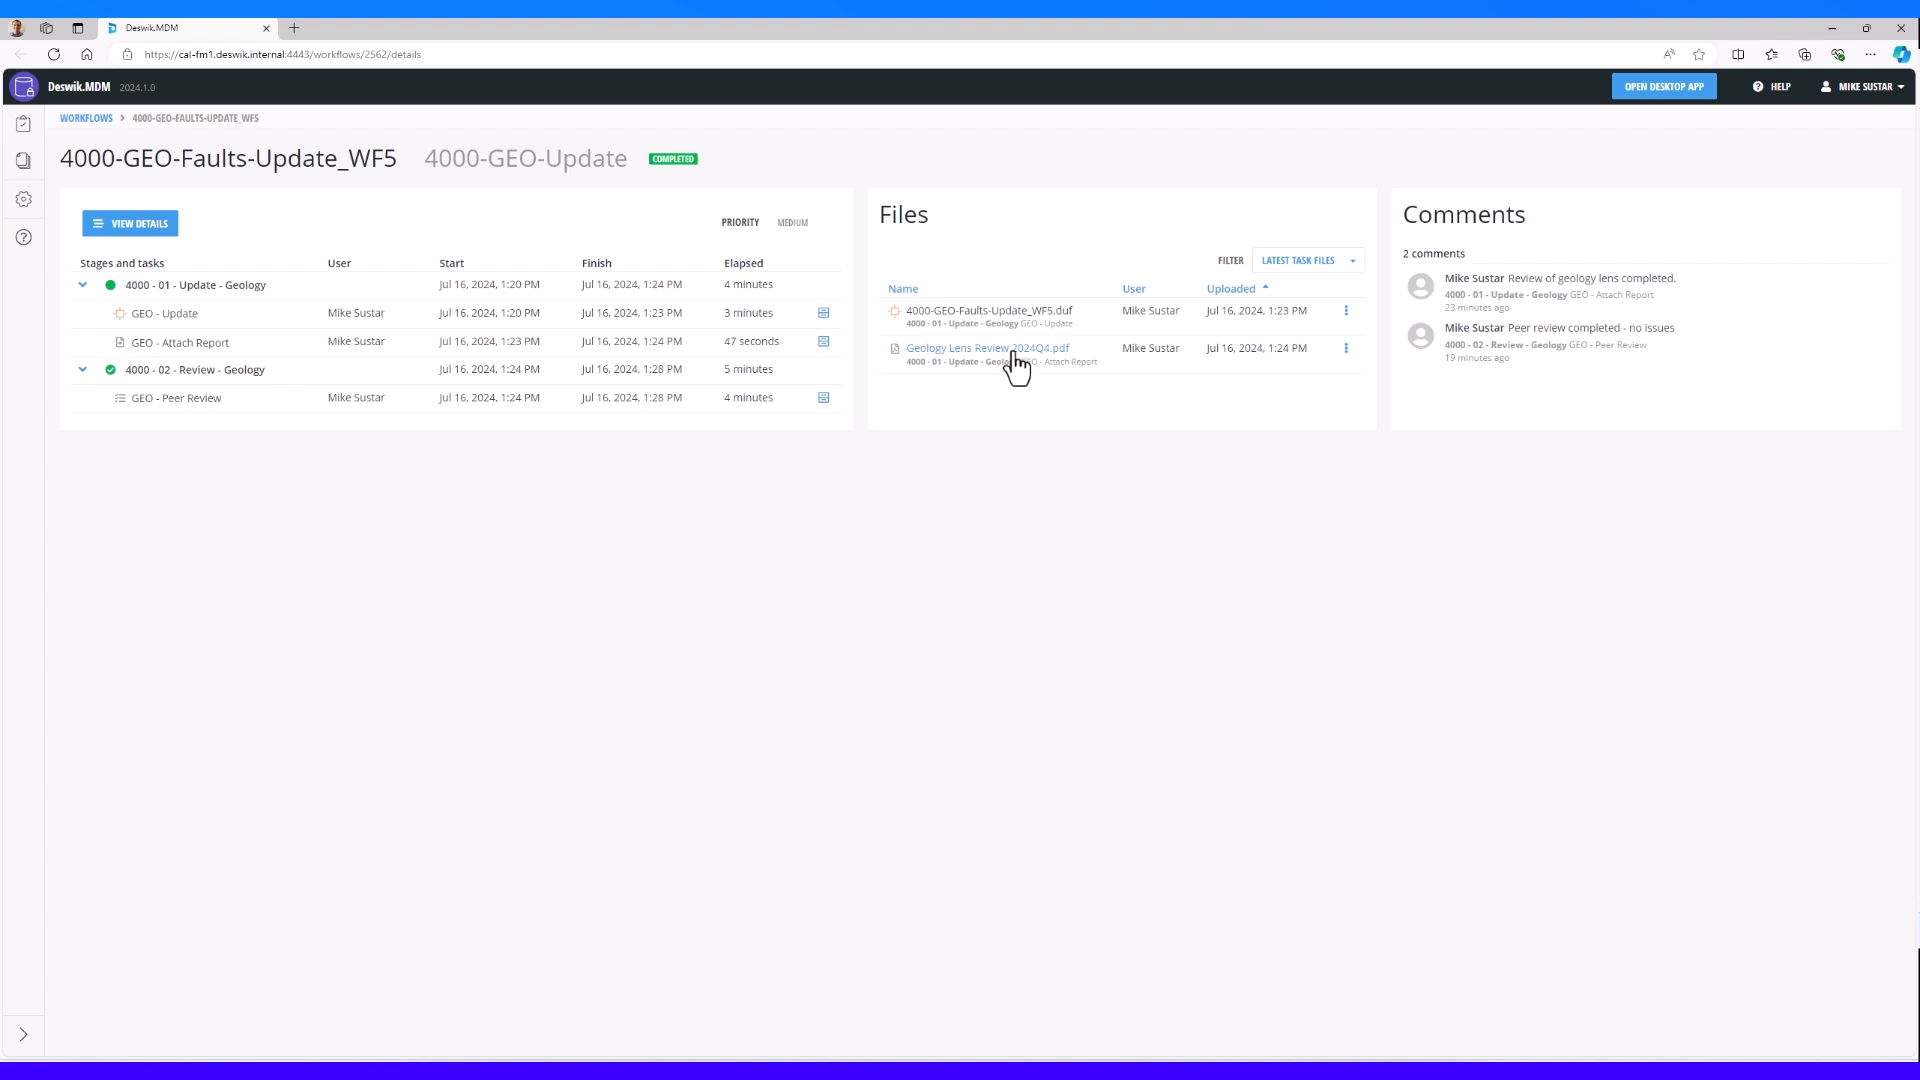 Deswik.MDM
https://cal-fm1.deswik.internal:4443/workflows/2562/details
Deswik.MDM 2024.1.0
OPEN DESKTOP APP
HELP
MIKE SUSTAR
WORKFLOWS > 4000-GEO-FAULTS-UPDATE_WF5
4000-GEO-Faults-Update_WF5 4000-GEO-Update COMPLETED
VIEW DETAILS
PRIORITY MEDIUM
Stages and tasks User Start Finish Elapsed
4000 - 01 - Update - Geology Jul 16, 2024, 1:20 PM Jul 16, 2024, 1:24 PM 4 minutes
GEO - Update Mike Sustar Jul 16, 2024, 1:20 PM Jul 16, 2024, 1:23 PM 3 minutes
GEO - Attach Report Mike Sustar Jul 16, 2024, 1:23 PM Jul 16, 2024, 1:24 PM 47 seconds
4000 - 02 - Review - Geology Jul 16, 2024, 1:24 PM Jul 16, 2024, 1:28 PM 5 minutes
GEO - Peer Review Mike Sustar Jul 16, 2024, 1:24 PM Jul 16, 2024, 1:28 PM 4 minutes
Files
FILTER LATEST TASK FILES
Name User Uploaded
4000-GEO-Faults-Update_WF5.duf Mike Sustar Jul 16, 2024, 1:23 PM
4000 - 01 - Update - Geology GEO - Update
Geology Lens Review 2024Q4.pdf Mike Sustar Jul 16, 2024, 1:24 PM
4000 - 01 - Update - Geology GEO - Attach Report
Comments
2 comments
Mike Sustar Review of geology lens completed.
4000 - 01 - Update - Geology GEO - Attach Report
23 minutes ago
Mike Sustar Peer review completed - no issues
4000 - 02 - Review - Geology GEO - Peer Review
19 minutes ago